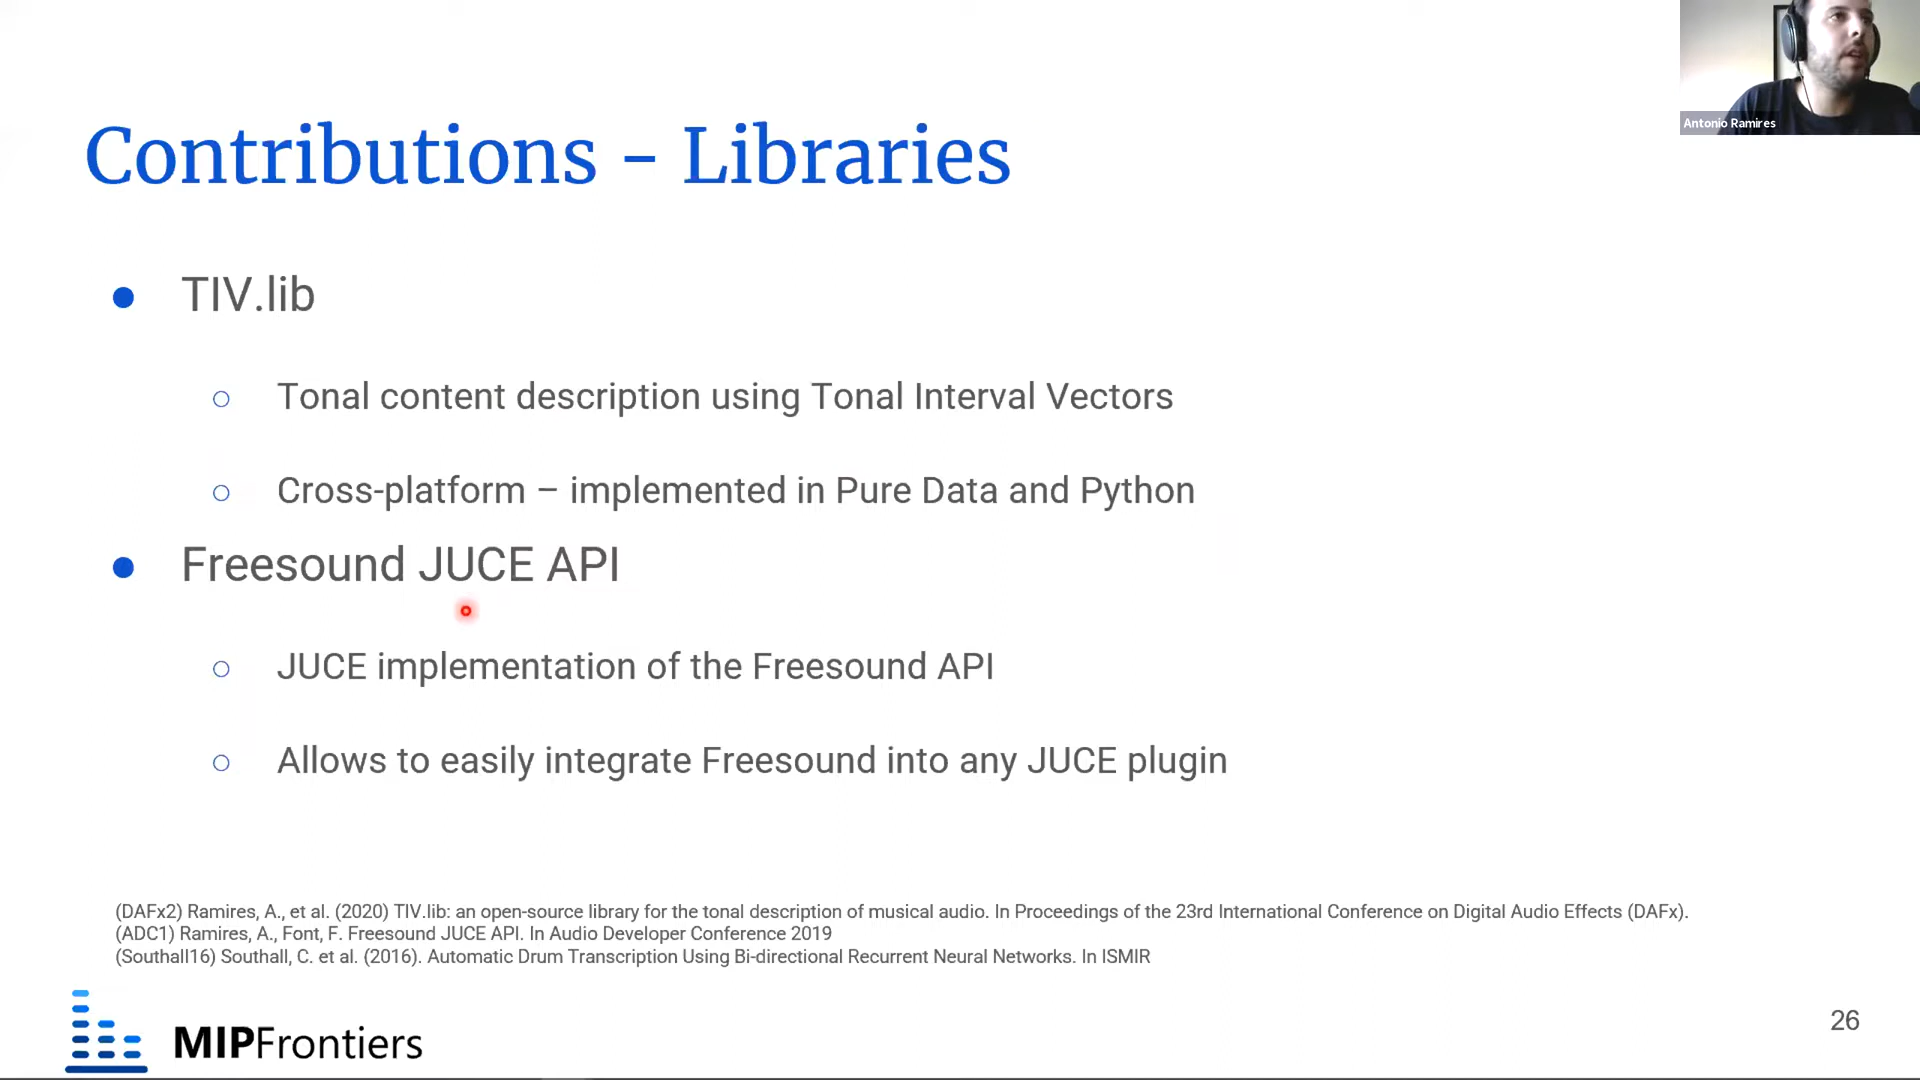 Antonio Ramires
Contributions - Libraries
● TIV.lib
○ Tonal content description using Tonal Interval Vectors
○ Cross-platform – implemented in Pure Data and Python
● Freesound JUCE API
○ JUCE implementation of the Freesound API
○ Allows to easily integrate Freesound into any JUCE plugin
(DAFx2) Ramires, A., et al. (2020) TIV.lib: an open-source library for the tonal description of musical audio. In Proceedings of the 23rd International Conference on Digital Audio Effects (DAFx).
(ADC1) Ramires, A., Font, F. Freesound JUCE API. In Audio Developer Conference 2019
(Southall16) Southall, C. et al. (2016). Automatic Drum Transcription Using Bi-directional Recurrent Neural Networks. In ISMIR
MIPFrontiers
26